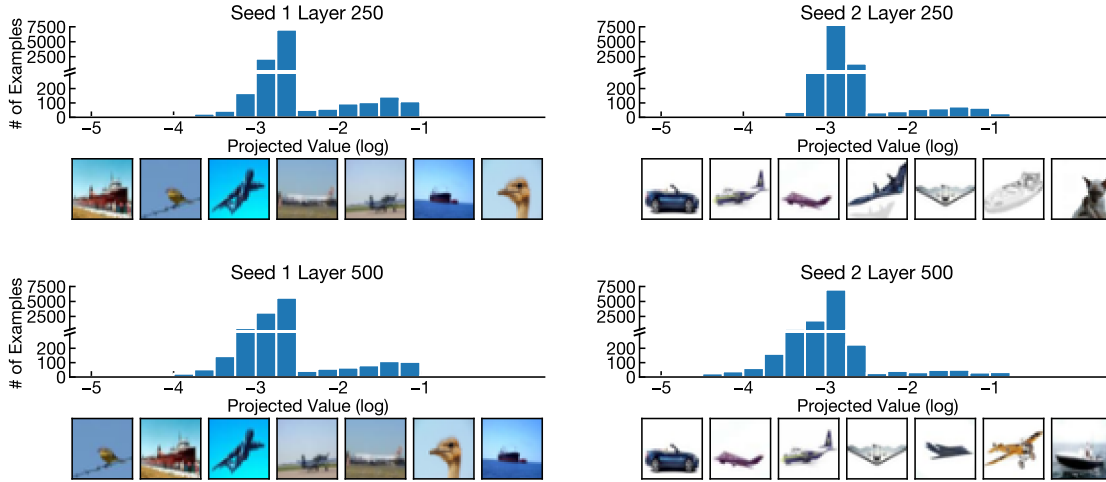 Seed 1 Layer 250
# of Examples
7500
5000
2500
200
100
0
-5 -4 -3 -2 -1
Projected Value (log)
Seed 2 Layer 250
7500
5000
2500
200
100
0
-5 -4 -3 -2 -1
Projected Value (log)
Seed 1 Layer 500
# of Examples
7500
5000
2500
200
100
0
-5 -4 -3 -2 -1
Projected Value (log)
Seed 2 Layer 500
7500
5000
2500
200
100
0
-5 -4 -3 -2 -1
Projected Value (log)